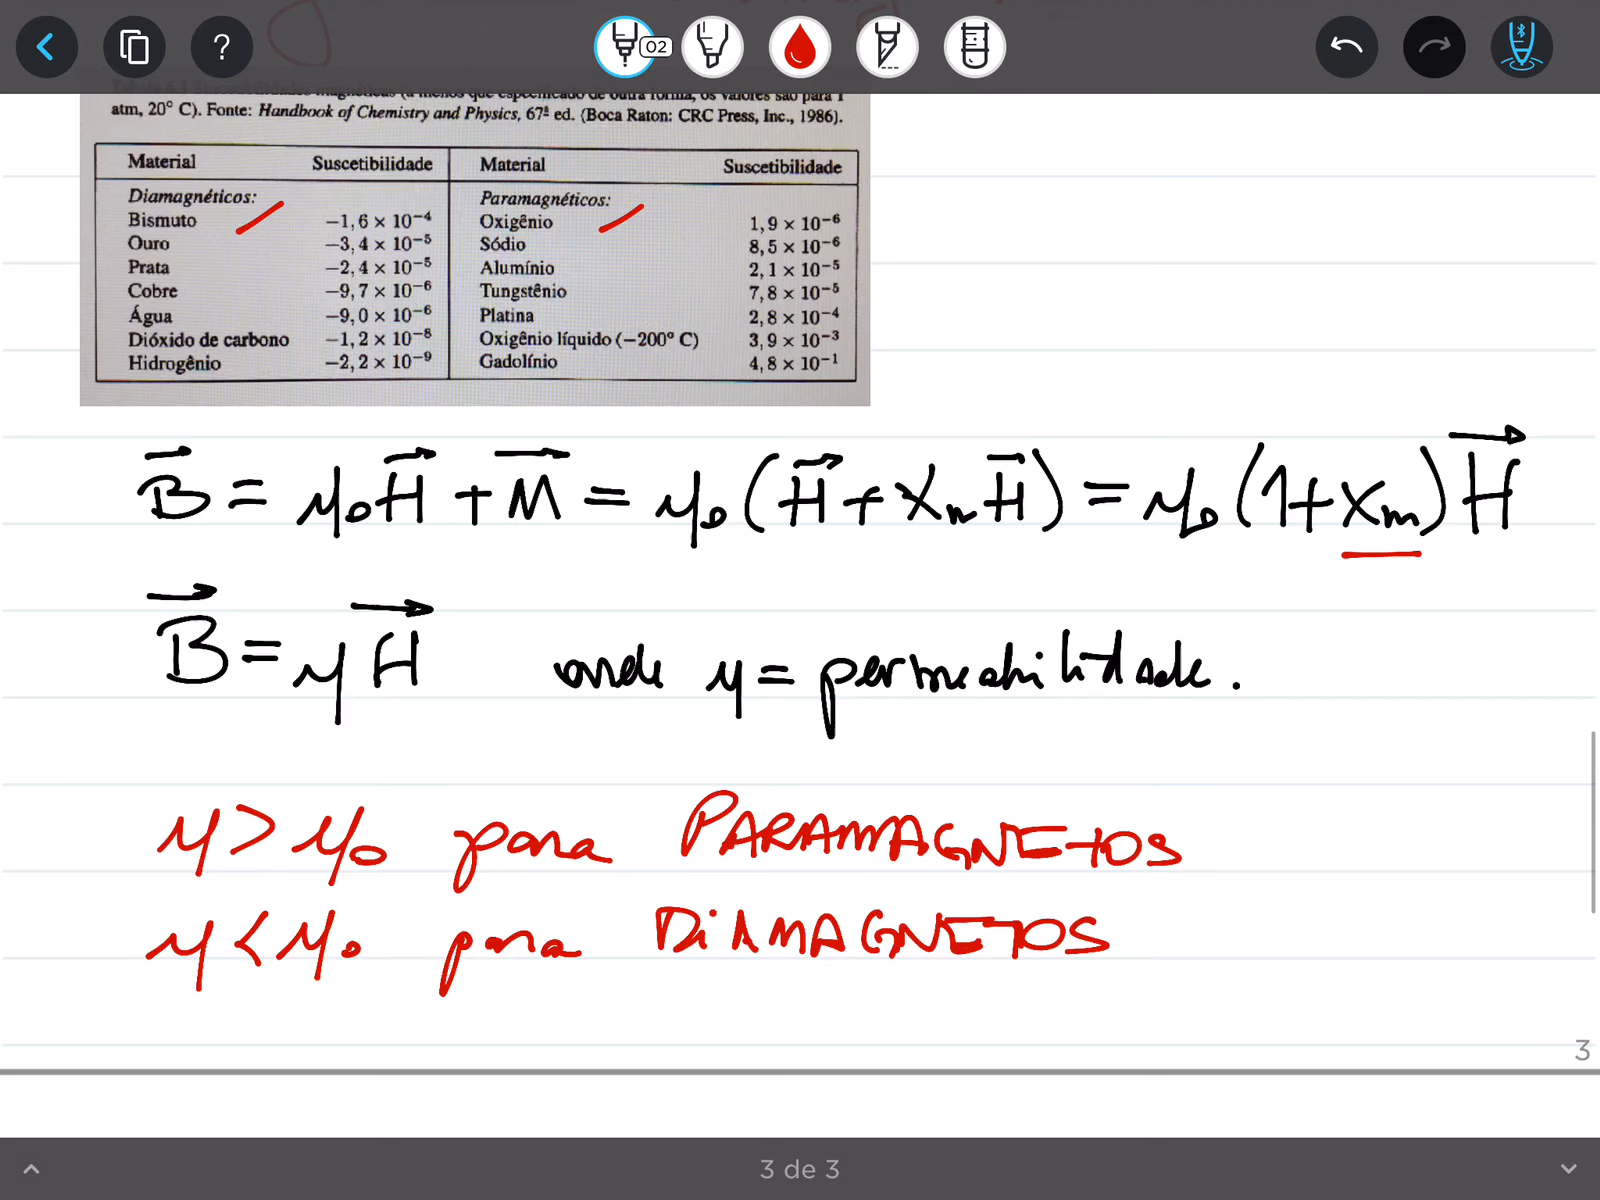 02
atm, 20° C). Fonte: Handbook of Chemistry and Physics, 67ª ed. (Boca Raton: CRC Press, Inc., 1986).
Material Suscetibilidade Material Suscetibilidade
Diamagnéticos: Paramagnéticos:
Bismuto −1,6 × 10⁻⁴ Oxigênio 1,9 × 10⁻⁶
Ouro −3,4 × 10⁻⁵ Sódio 8,5 × 10⁻⁶
Prata −2,4 × 10⁻⁵ Alumínio 2,1 × 10⁻⁵
Cobre −9,7 × 10⁻⁶ Tungstênio 7,8 × 10⁻⁵
Água −9,0 × 10⁻⁶ Platina 2,8 × 10⁻⁴
Dióxido de carbono −1,2 × 10⁻⁸ Oxigênio líquido (−200° C) 3,9 × 10⁻³
Hidrogênio −2,2 × 10⁻⁹ Gadolínio 4,8 × 10⁻¹
B⃗ = μ₀H⃗ + M⃗ = μ₀(H⃗ + χₘH⃗) = μ₀(1+χₘ)H⃗
B⃗ = μH⃗ onde μ = permeabilidade.
μ > μ₀ para PARAMAGNETOS
μ < μ₀ para DiAMAGNETOS
3
3 de 3